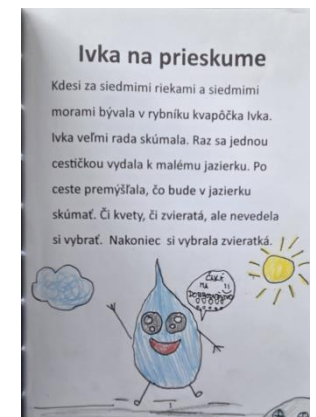 Ivka na prieskume
Kdesi za siedmimi riekami a siedmimi
morami bývala v rybníku kvapôčka Ivka.
Ivka veľmi rada skúmala. Raz sa jednou
cestičkou vydala k malému jazierku. Po
ceste premýšľala, čo bude v jazierku
skúmať. Či kvety, či zvieratá, ale nevedela
si vybrať. Nakoniec si vybrala zvieratká.
MA